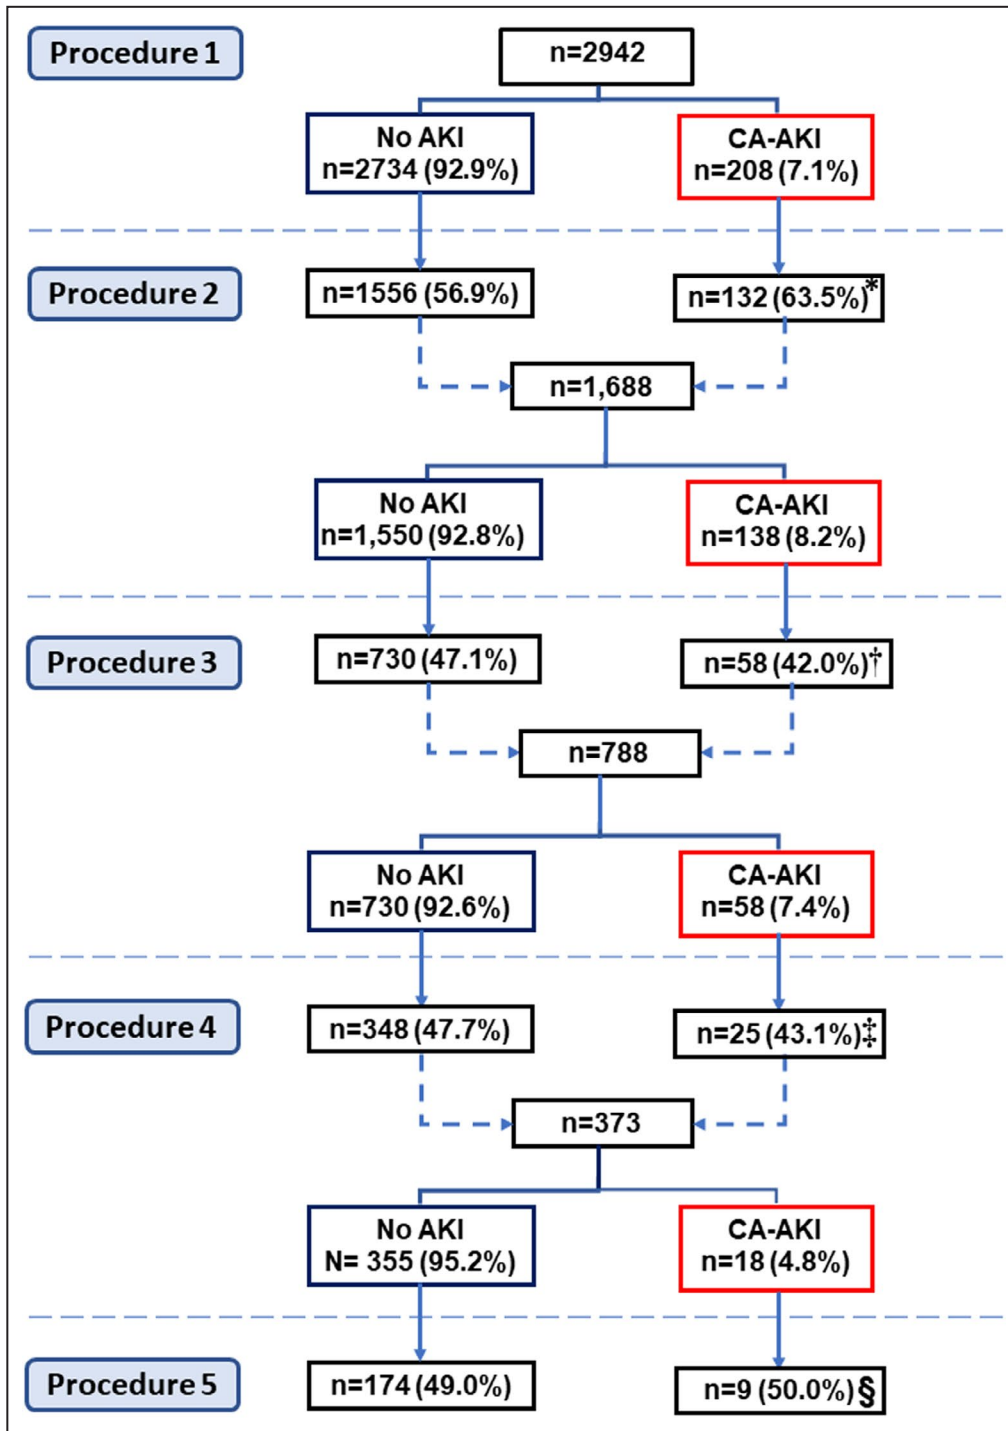 Procedure 1
n=2942
No AKI
n=2734 (92.9%)
CA-AKI
n=208 (7.1%)
Procedure 2
n=1556 (56.9%)
n=132 (63.5%)*
n=1,688
No AKI
n=1,550 (92.8%)
CA-AKI
n=138 (8.2%)
Procedure 3
n=730 (47.1%)
n=58 (42.0%)†
n=788
No AKI
n=730 (92.6%)
CA-AKI
n=58 (7.4%)
Procedure 4
n=348 (47.7%)
n=25 (43.1%)‡
n=373
No AKI
N= 355 (95.2%)
CA-AKI
n=18 (4.8%)
Procedure 5
n=174 (49.0%)
n=9 (50.0%)§